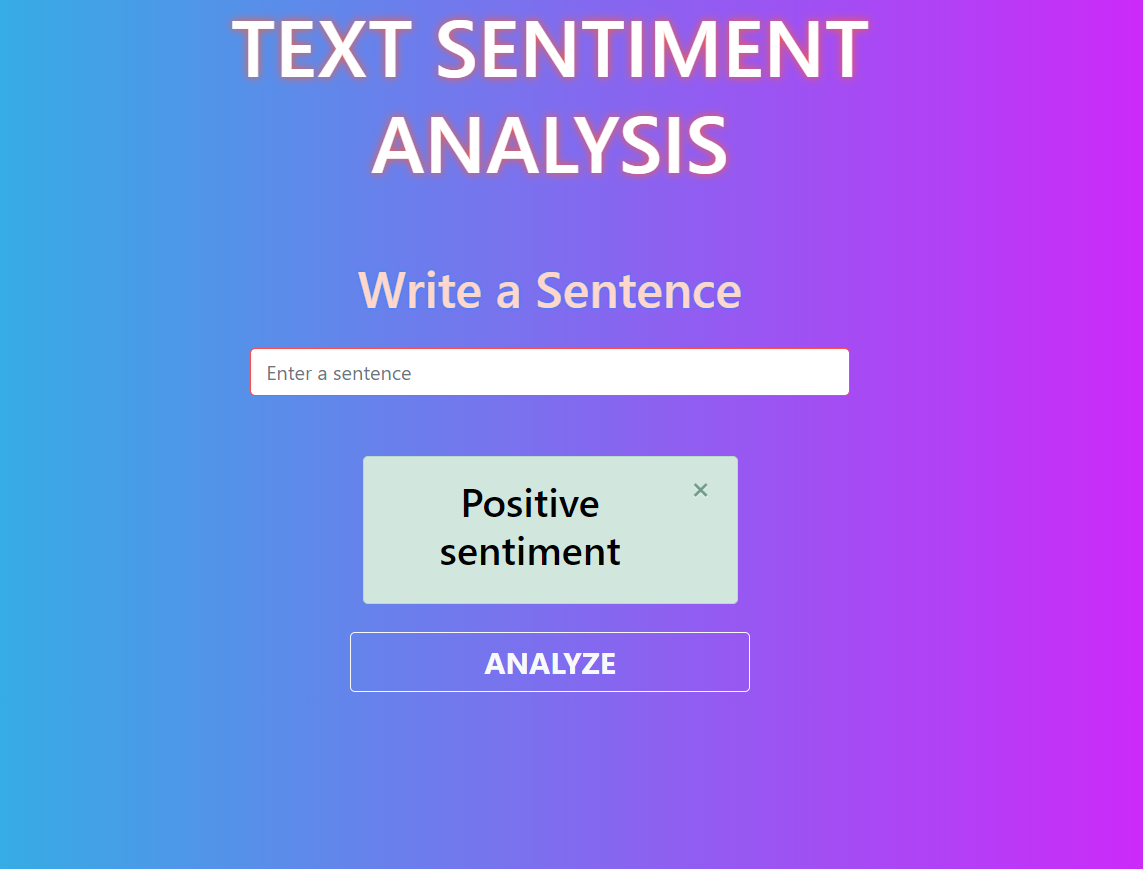 TEXT SENTIMENT
ANALYSIS
Write a Sentence
Enter a sentence
Positive
sentiment
×
ANALYZE